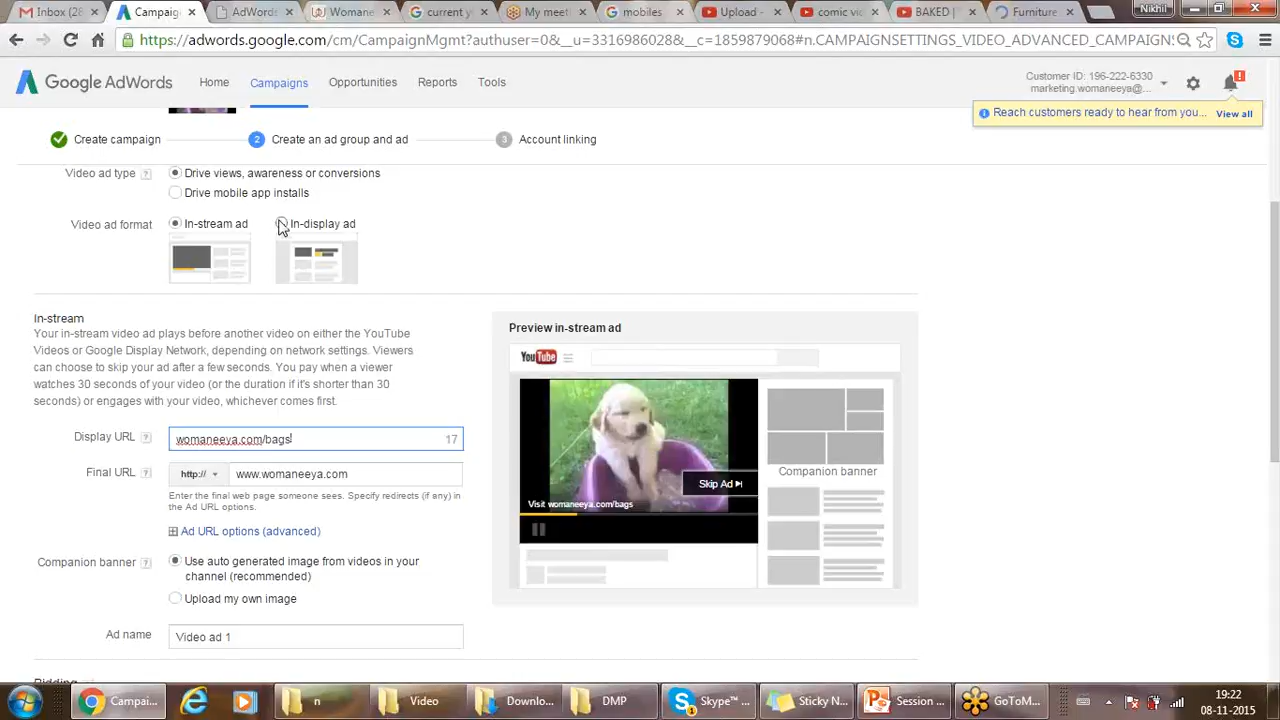 Inbox (28) - m
Campai
AdWords
Womane
current y
My meet
mobiles
Upload -
comic vi
BAKED |
Furniture
Nikhil
https://adwords.google.com/cm/CampaignMgmt?authuser=0&__u=3316986028&__c=1859879068#n.CAMPAIGNSETTINGS_VIDEO_ADVANCED_CAMPAIGNS
Google AdWords
Home
Campaigns
Opportunities
Reports
Tools
Customer ID: 196-222-6330
marketing.womaneeya@...
Reach customers ready to hear from you... View all
Create campaign
2 Create an ad group and ad
3 Account linking
Video ad type ?
Drive views, awareness or conversions
Drive mobile app installs
Video ad format
In-stream ad
In-display ad
In-stream
Your in-stream video ad plays before another video on either the YouTube
Videos or Google Display Network, depending on network settings. Viewers
can choose to skip your ad after a few seconds. You pay when a viewer
watches 30 seconds of your video (or the duration if it's shorter than 30
seconds) or engages with your video, whichever comes first.
Preview in-stream ad
YouTube
Skip Ad
Visit womaneeya.com/bags
Companion banner
Display URL ?
womaneeya.com/bags
17
Final URL ?
http://
www.womaneeya.com
Enter the final web page someone sees. Specify redirects (if any) in
the Ad URL options.
Ad URL options (advanced)
Companion banner ?
Use auto generated image from videos in your
channel (recommended)
Upload my own image
Ad name
Video ad 1
Bidding
Campai...
n
Video
Downlo...
DMP
Skype™ ...
Sticky N...
Session ...
GoToM...
19:22
08-11-2015